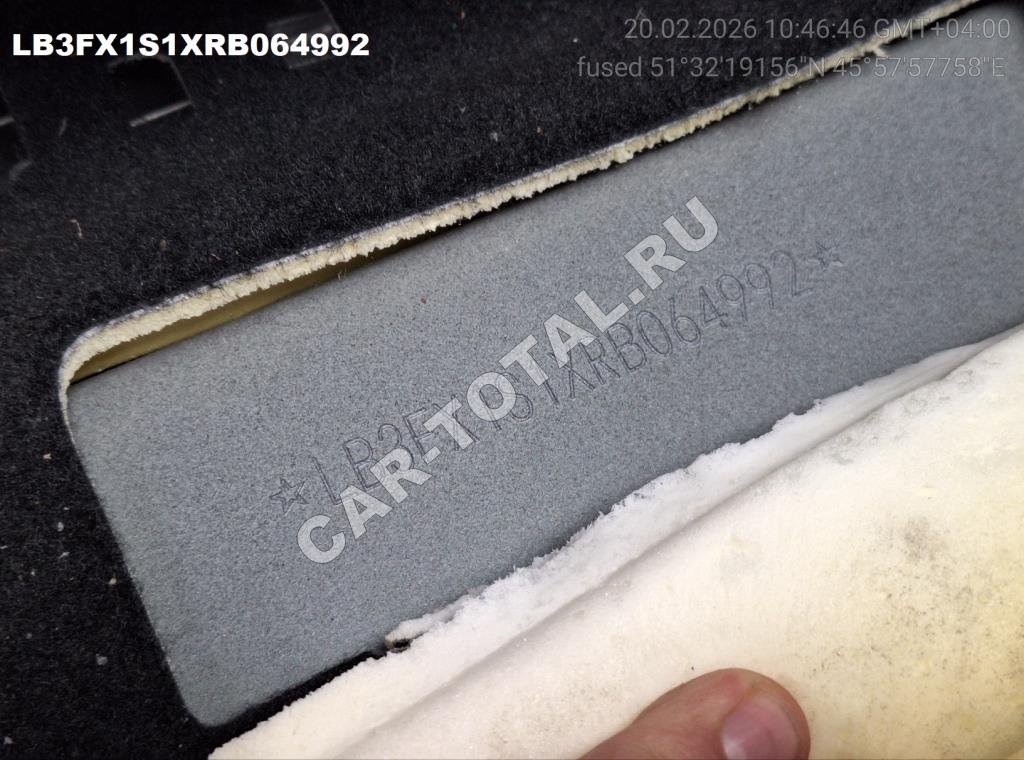 LB3FX1S1XRB064992
20.02.2026 10:46:46 GMT+04:00
fused 51°32'19156"N 45°57'57758"E
CAR-TOTAL.RU
☆LB3FX1S1XRB064992☆